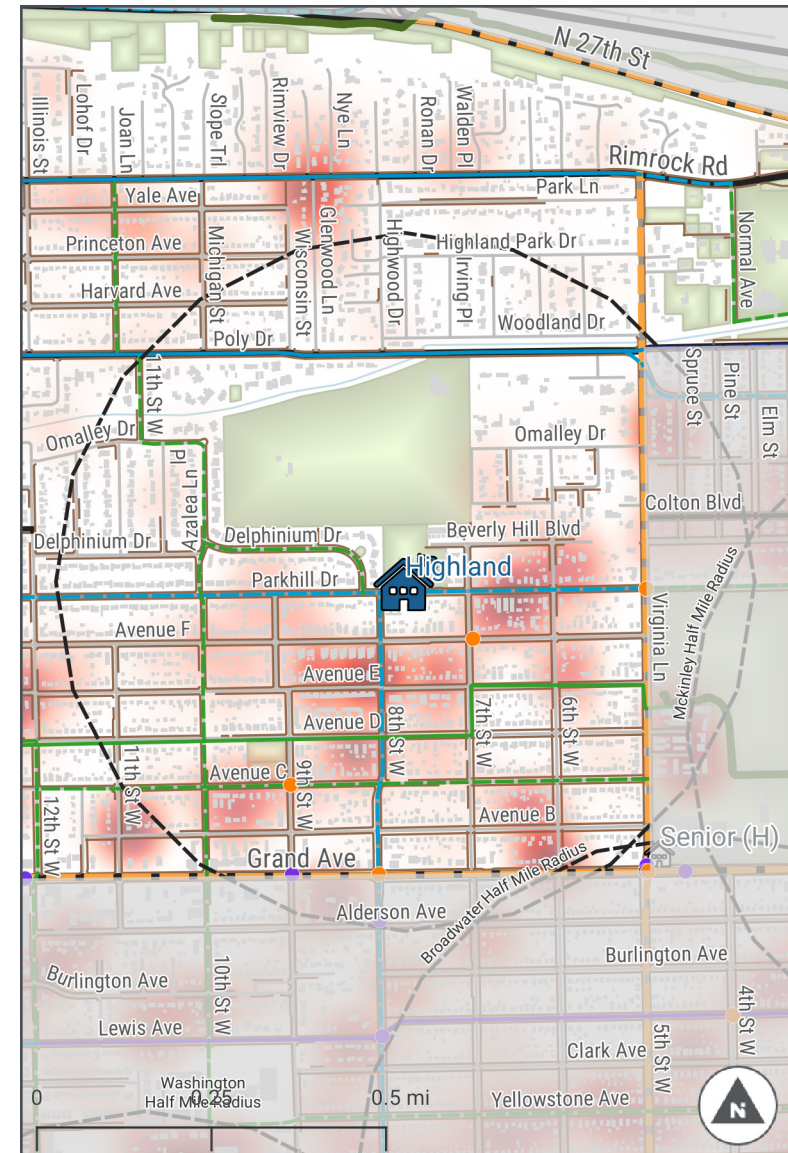 N 27th St
Illinois St
Lohof Dr
Joan Ln
Slope Trl
Rimview Dr
Nye Ln
Ronan Dr
Walden Pl
Rimrock Rd
Yale Ave
Park Ln
Princeton Ave
Michigan St
Wisconsin St
Glenwood Ln
Highwood Dr
Highland Park Dr
Irving Pl
Normal Ave
Harvard Ave
Woodland Dr
Poly Dr
11th St W
Spruce St
Pine St
Elm St
Omalley Dr
Omalley Dr
Pl
Azalea Ln
Colton Blvd
Delphinium Dr
Delphinium Dr
Beverly Hill Blvd
Highland
Parkhill Dr
Mckinley Half Mile Radius
Virginia Ln
Avenue F
Avenue E
Avenue D
8th St W
7th St W
6th St W
11th St W
Avenue C
9th St W
12th St W
Avenue B
Grand Ave
Senior (H)
Broadwater Half Mile Radius
Alderson Ave
Burlington Ave
Burlington Ave
10th St W
Lewis Ave
4th St W
5th St W
Clark Ave
Washington
Half Mile Radius
Yellowstone Ave
0
0.25
0.5 mi
N